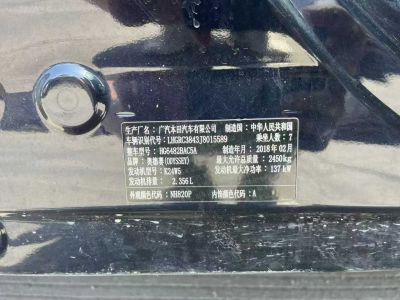 生产厂名：广汽本田汽车有限公司 制造国：中华人民共和国
车辆识别代号：LHGRC3843J8015589 乘坐人数：7
整车型号：HG6482BAC5A 制造年月：2018年02月
品牌：奥德赛(ODYSSEY) 最大允许总质量：2450kg
发动机型号：K24W5 发动机最大净功率：137kW
发动机排量：2.356L
外观颜色代码：NH820P 内饰颜色代码：A